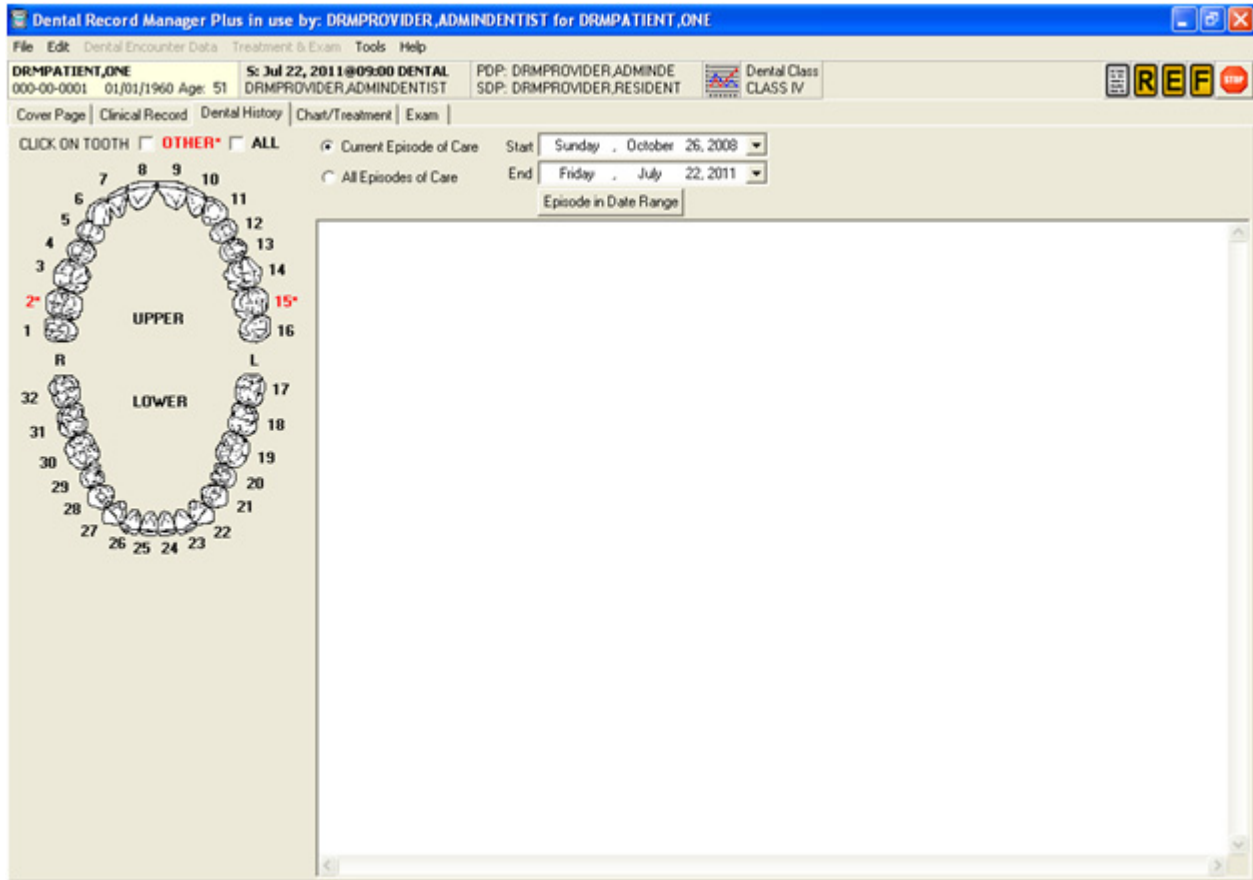 Dental Record Manager Plus in use by: DRMPROVIDER,ADMINDENTIST for DRMPATIENT,ONE
File Edit Dental Encounter Data Treatment & Exam Tools Help
DRMPATIENT,ONE S: Jul 22, 2011@09:00 DENTAL PDP: DRMPROVIDER,ADMINDE Dental Class
000-00-0001 01/01/1960 Age: 51 DRMPROVIDER,ADMINDENTIST SDP: DRMPROVIDER,RESIDENT CLASS IV
R E F STOP
Cover Page Clinical Record Dental History Chart/Treatment Exam
CLICK ON TOOTH OTHER* ALL Current Episode of Care Start Sunday , October 26, 2008
All Episodes of Care End Friday , July 22, 2011
Episode in Date Range
8 9
7 10
6 11
5 12
4 13
3 14
2* 15*
UPPER
1 16
R L
32 17
LOWER
31 18
30 19
29 20
28 21
27 22
26 25 24 23